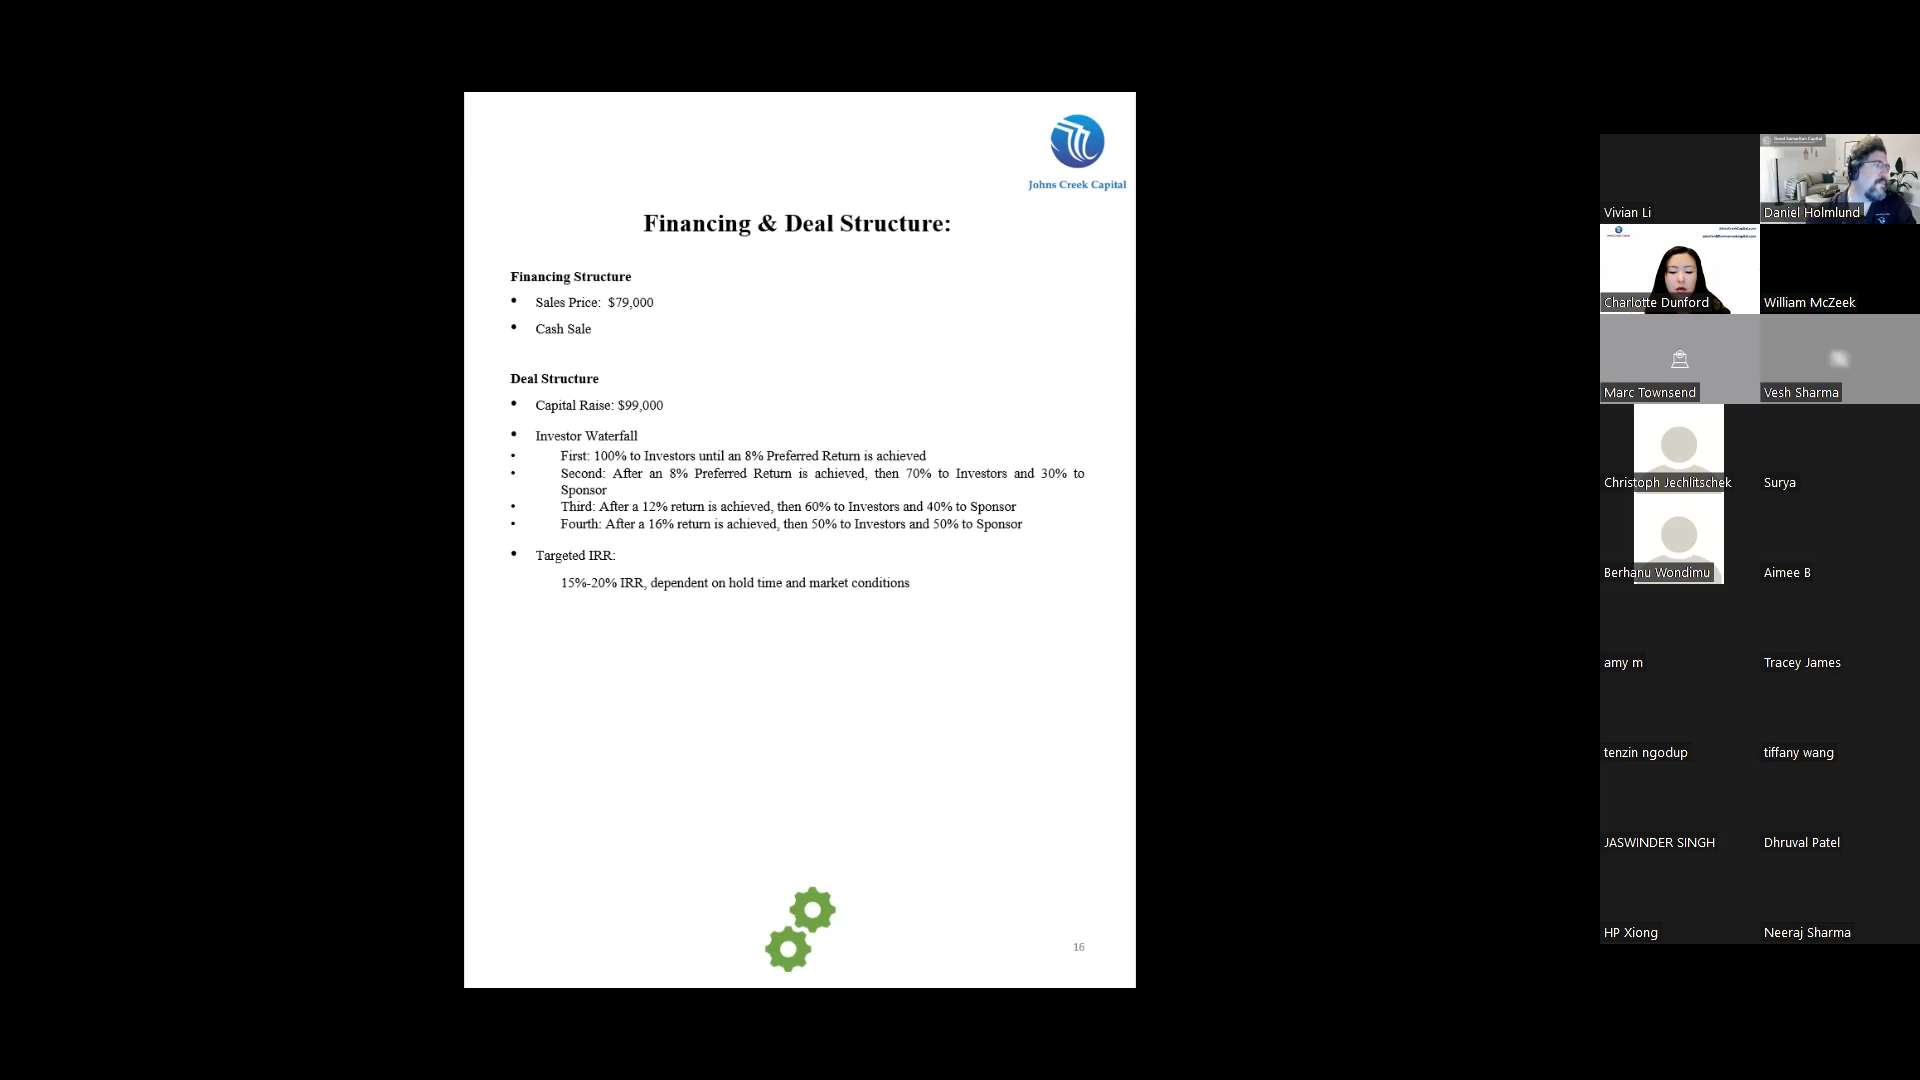 Johns Creek Capital
Financing & Deal Structure:
Financing Structure
• Sales Price: $79,000
• Cash Sale
Deal Structure
• Capital Raise: $99,000
• Investor Waterfall
• First: 100% to Investors until an 8% Preferred Return is achieved
• Second: After an 8% Preferred Return is achieved, then 70% to Investors and 30% to
Sponsor
• Third: After a 12% return is achieved, then 60% to Investors and 40% to Sponsor
• Fourth: After a 16% return is achieved, then 50% to Investors and 50% to Sponsor
• Targeted IRR:
15%-20% IRR, dependent on hold time and market conditions
16
Vivian Li
Good Samaritan Capital
Daniel Holmlund
JohnsCreekCapital.com
Charlotte Dunford
William McZeek
Marc Townsend
Vesh Sharma
Christoph Jechlitschek
Surya
Berhanu Wondimu
Aimee B
amy m
Tracey James
tenzin ngodup
tiffany wang
JASWINDER SINGH
Dhruval Patel
HP Xiong
Neeraj Sharma